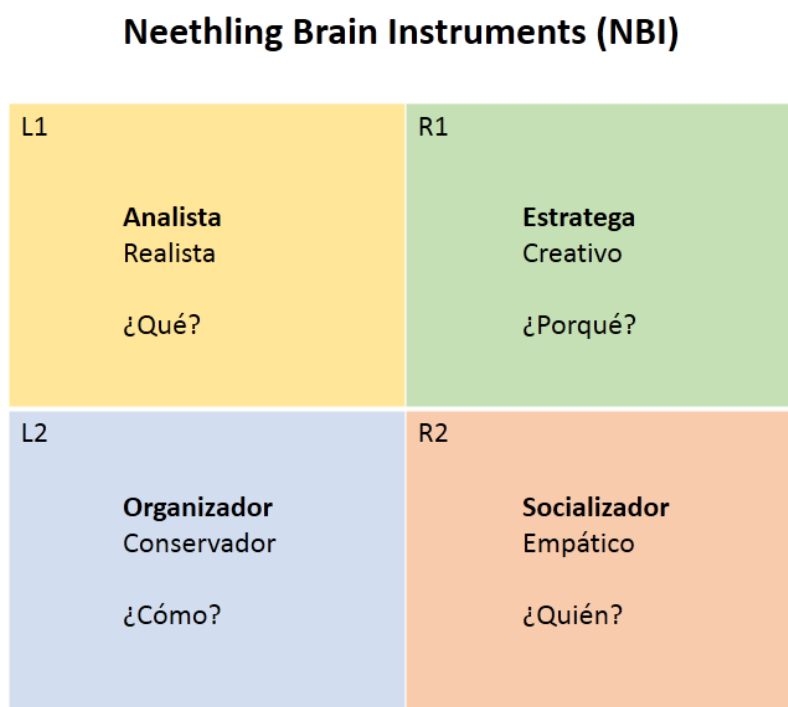 Neethling Brain Instruments (NBI)
L1
Analista
Realista
¿Qué?
R1
Estratega
Creativo
¿Porqué?
L2
Organizador
Conservador
¿Cómo?
R2
Socializador
Empático
¿Quién?